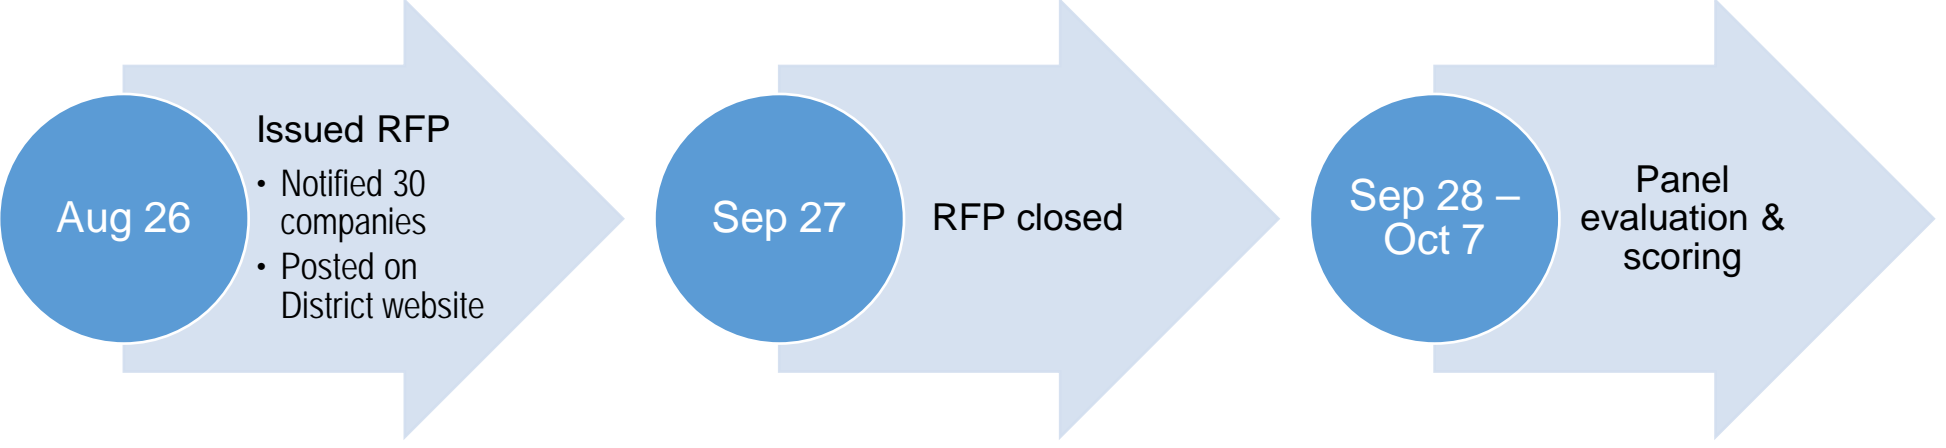 Aug 26
Issued RFP
• Notified 30
companies
• Posted on
District website
Sep 27
RFP closed
Sep 28 –
Oct 7
Panel
evaluation &
scoring